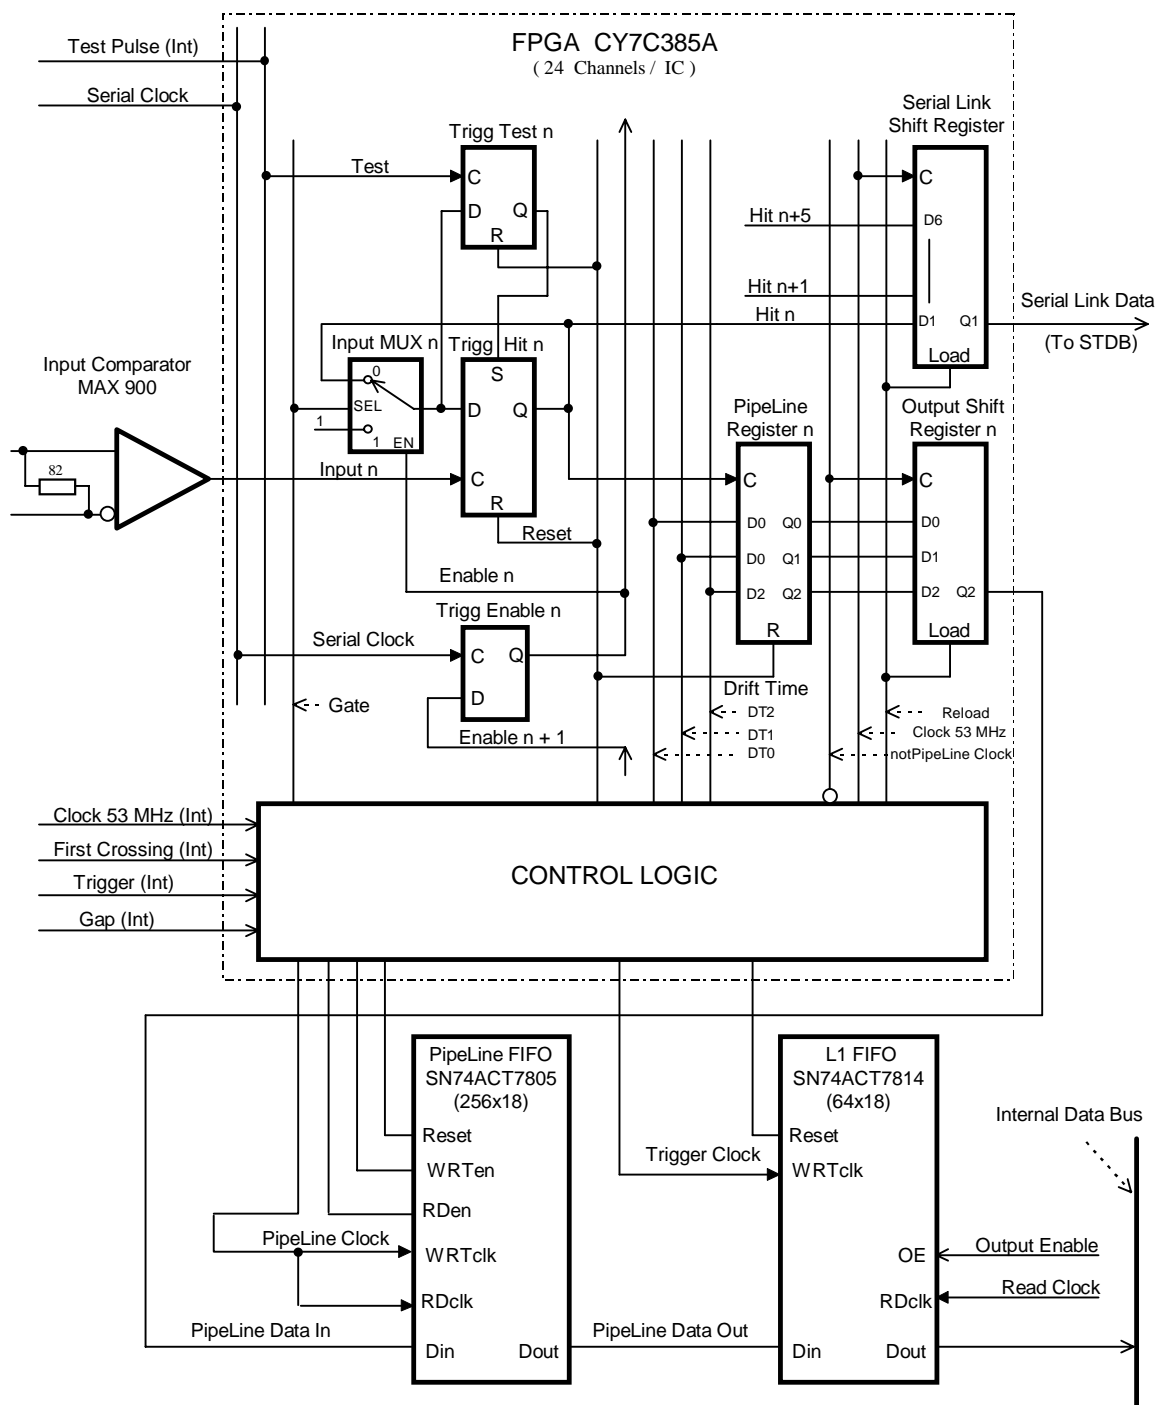 FPGA CY7C385A
( 24 Channels / IC )
Test Pulse (Int)
Serial Clock
Serial Link
Shift Register
Trigg Test n
Test
C
D
Q
R
C
Hit n+5
D6
Hit n+1
Hit n
D1
Q1
Load
Serial Link Data
(To STDB)
Input MUX n
0
SEL
1
1
EN
Trigg Hit n
S
D
Q
C
R
Reset
Input Comparator
MAX 900
82
Input n
PipeLine
Register n
C
D0
Q0
D0
Q1
D2
Q2
R
Output Shift
Register n
C
D0
D1
D2
Q2
Load
Enable n
Trigg Enable n
Serial Clock
C
Q
D
Enable n + 1
Gate
Drift Time
DT2
DT1
DT0
Reload
Clock 53 MHz
notPipeLine Clock
Clock 53 MHz (Int)
First Crossing (Int)
Trigger (Int)
Gap (Int)
CONTROL LOGIC
PipeLine FIFO
SN74ACT7805
(256x18)
Reset
WRTen
RDen
PipeLine Clock
WRTclk
RDclk
PipeLine Data In
Din
Dout
PipeLine Data Out
L1 FIFO
SN74ACT7814
(64x18)
Reset
Trigger Clock
WRTclk
OE
Output Enable
RDclk
Read Clock
Din
Dout
Internal Data Bus